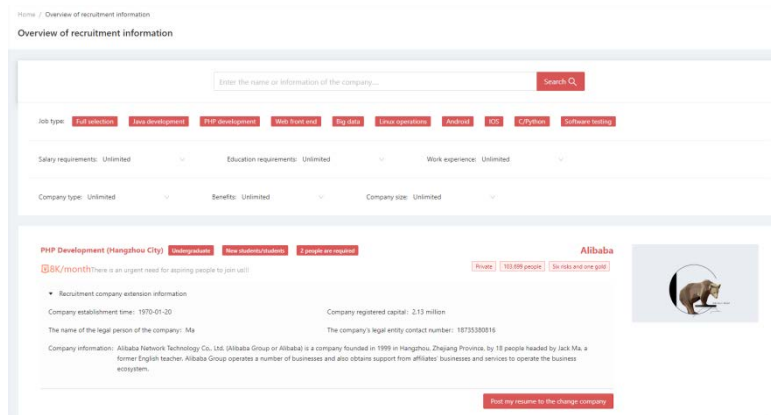 Home / Overview of recruitment information
Overview of recruitment information
Enter the name or information of the company...
Search
Job type: Full selection Java development PHP development Web front end Big data Linux operations Android IOS C/Python Software testing
Salary requirements: Unlimited Education requirements: Unlimited Work experience: Unlimited
Company type: Unlimited Benefits: Unlimited Company size: Unlimited
PHP Development (Hangzhou City) Undergraduate New students/students 2 people are required Alibaba
8K/month There is an urgent need for aspiring people to join us!! Private 103,699 people Six risks and one gold
Recruitment company extension information
Company establishment time: 1970-01-20 Company registered capital: 2.13 million
The name of the legal person of the company: Ma The company's legal entity contact number: 18735380816
Company information: Alibaba Network Technology Co., Ltd. (Alibaba Group or Alibaba) is a company founded in 1999 in Hangzhou, Zhejiang Province, by 18 people headed by Jack Ma, a
former English teacher. Alibaba Group operates a number of businesses and also obtains support from affiliates' businesses and services to operate the business
ecosystem.
Post my resume to the change company